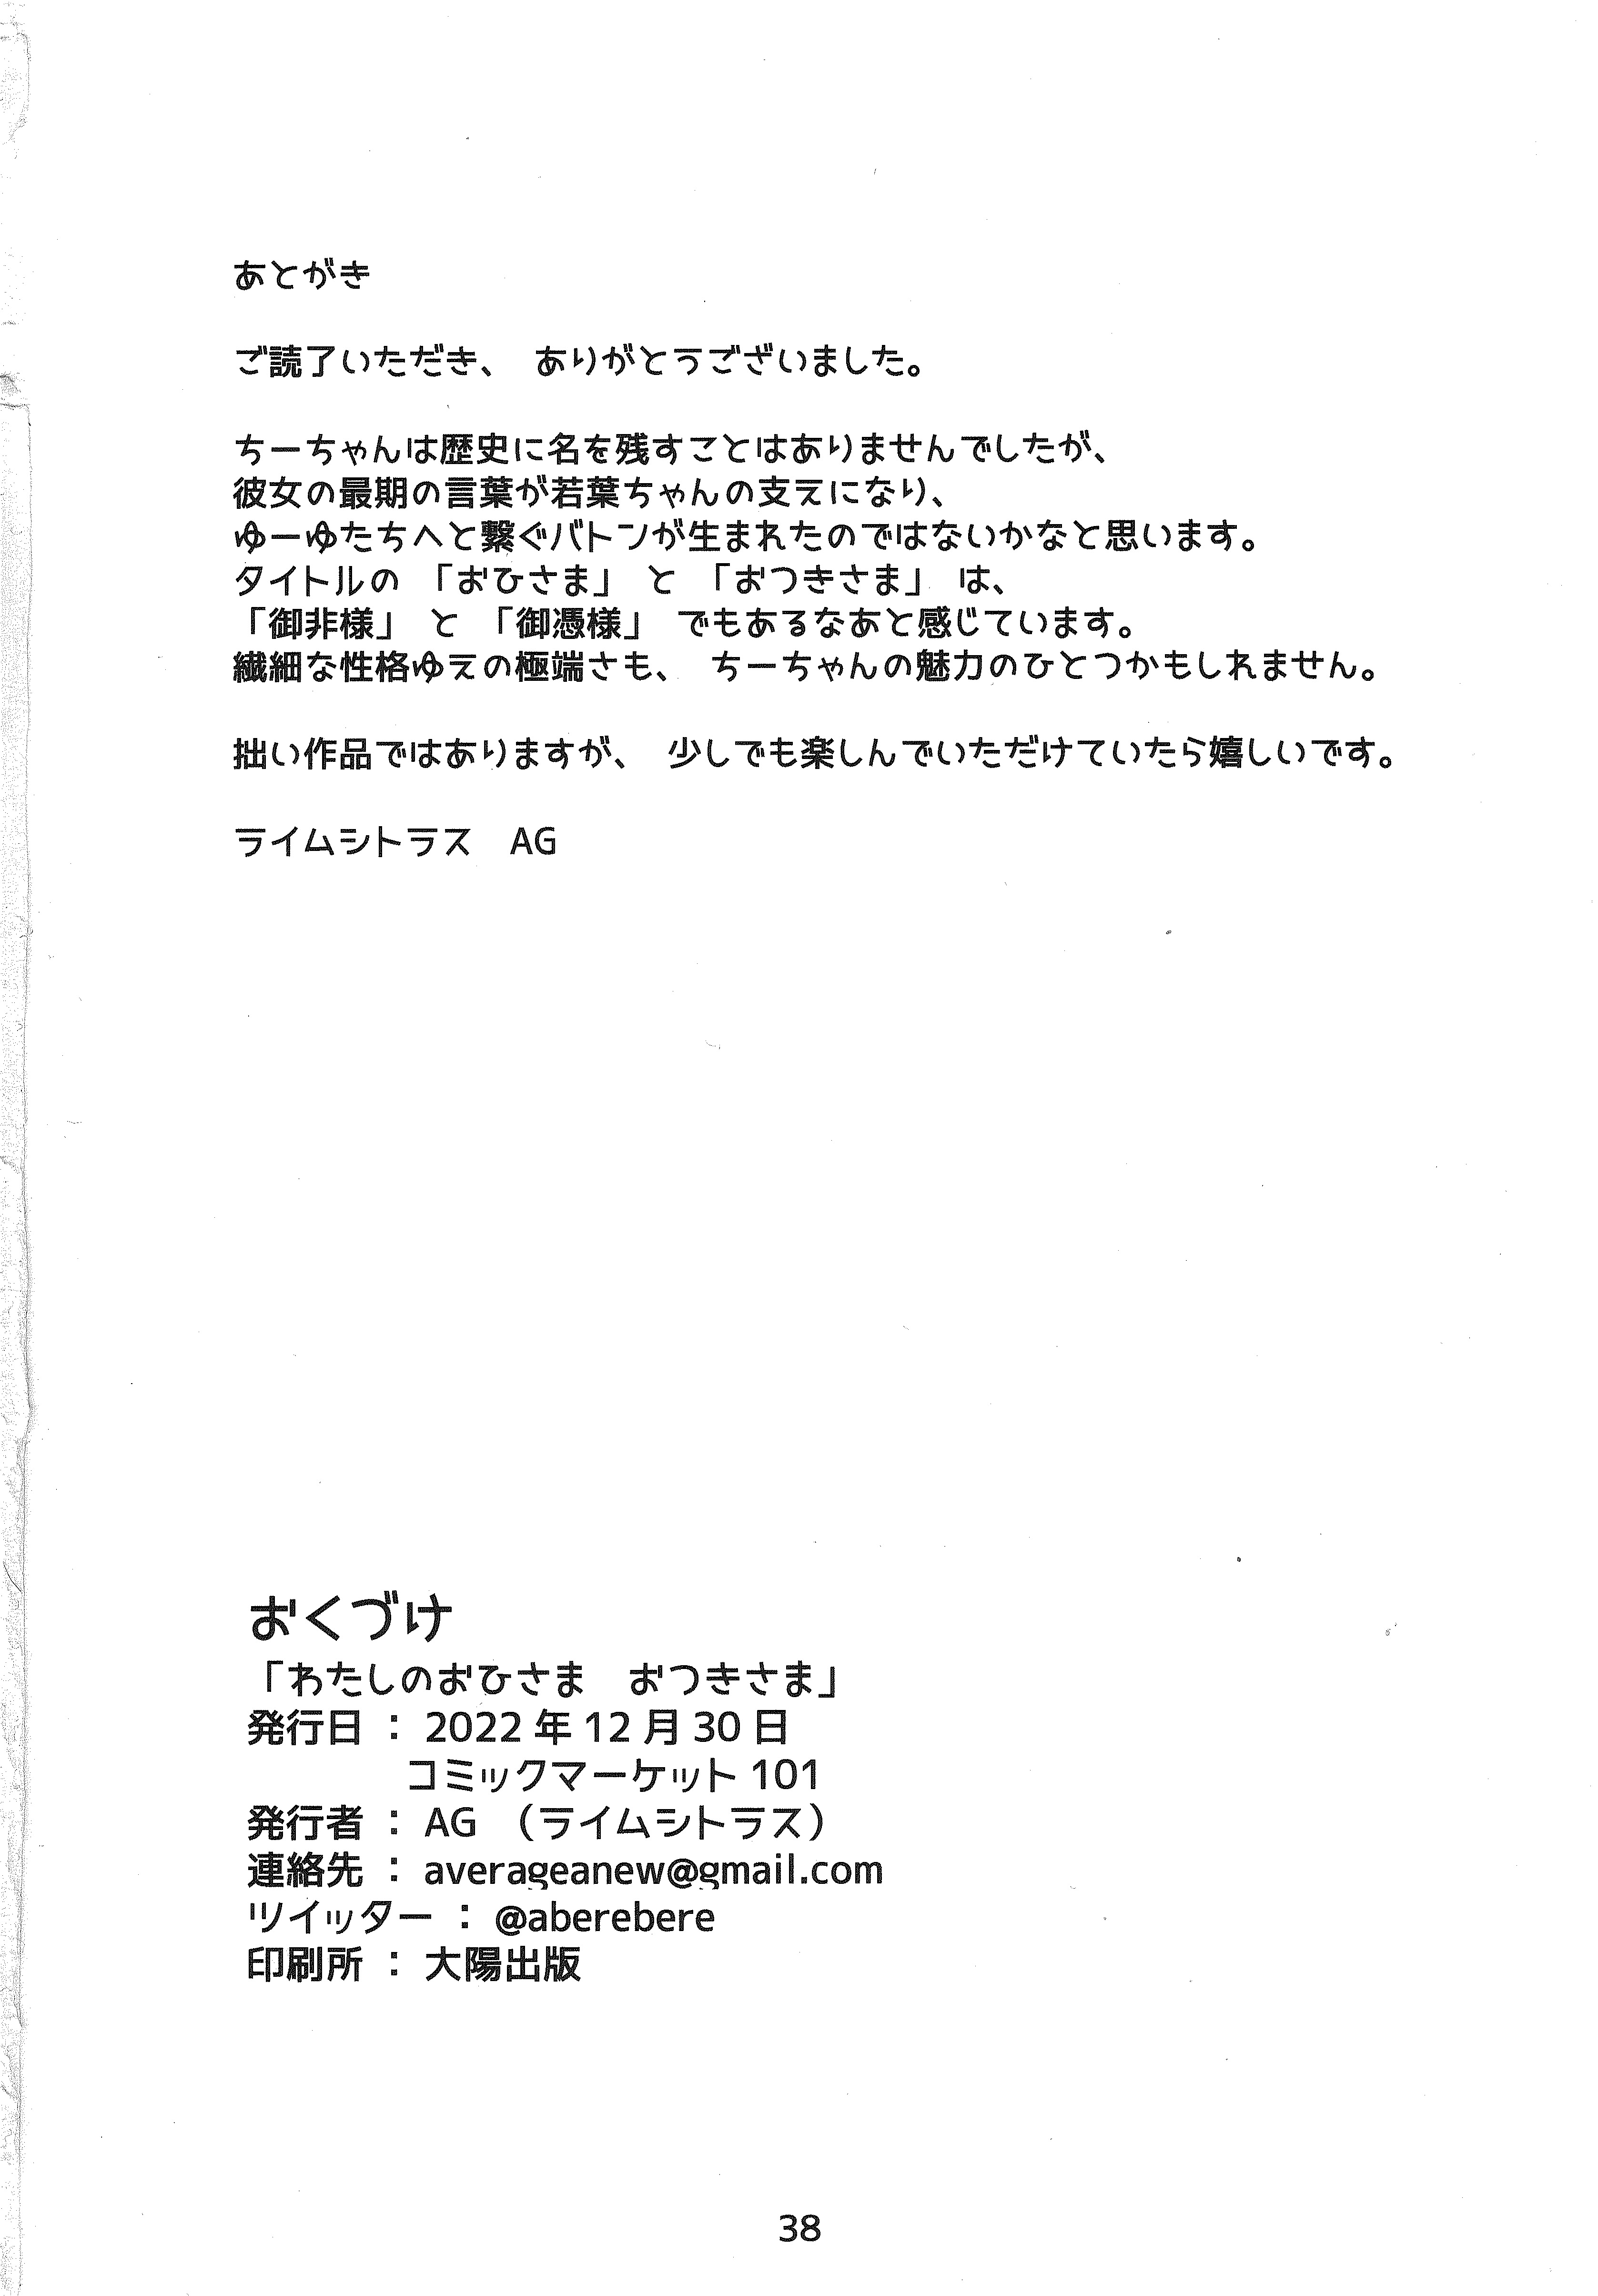 あとがき
ご読了いただき、 ありがとうございました。
ちーちゃんは歴史に名を残すことはありませんでしたが、
彼女の最期の言葉が若葉ちゃんの支えになり、
ゆーゆたちへと繋ぐバトンが生まれたのではないかなと思います。
タイトルの 「おひさま」 と 「おつきさま」 は、
「御非様」 と 「御憑様」 でもあるなあと感じています。
繊細な性格ゆえの極端さも、 ちーちゃんの魅力のひとつかもしれません。
拙い作品ではありますが、 少しでも楽しんでいただけていたら嬉しいです。
ライムシトラス　AG
おくづけ
「わたしのおひさま　おつきさま」
発行日 ： 2022 年 12 月 30 日
コミックマーケット 101
発行者 ： AG （ライムシトラス）
連絡先 ： averageanew@gmail.com
ツイッター ： @aberebere
印刷所 ： 大陽出版
38